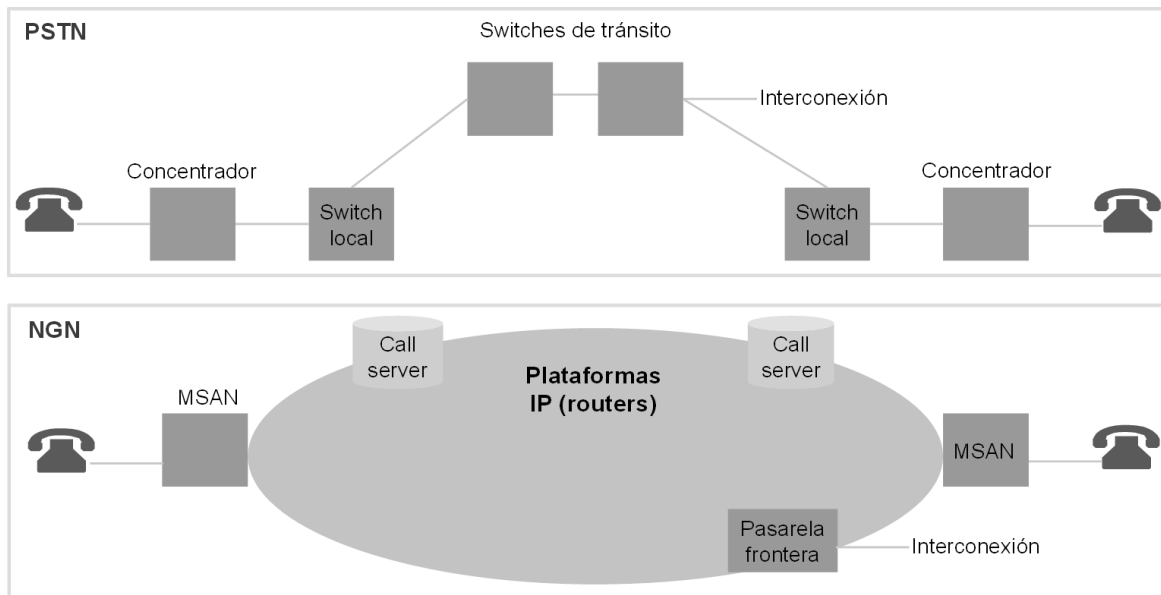 PSTN
Switches de tránsito
Interconexión
Concentrador
Concentrador
Switch
local
Switch
local
NGN
Call
server
Call
server
Plataformas
IP (routers)
MSAN
MSAN
Pasarela
frontera
Interconexión